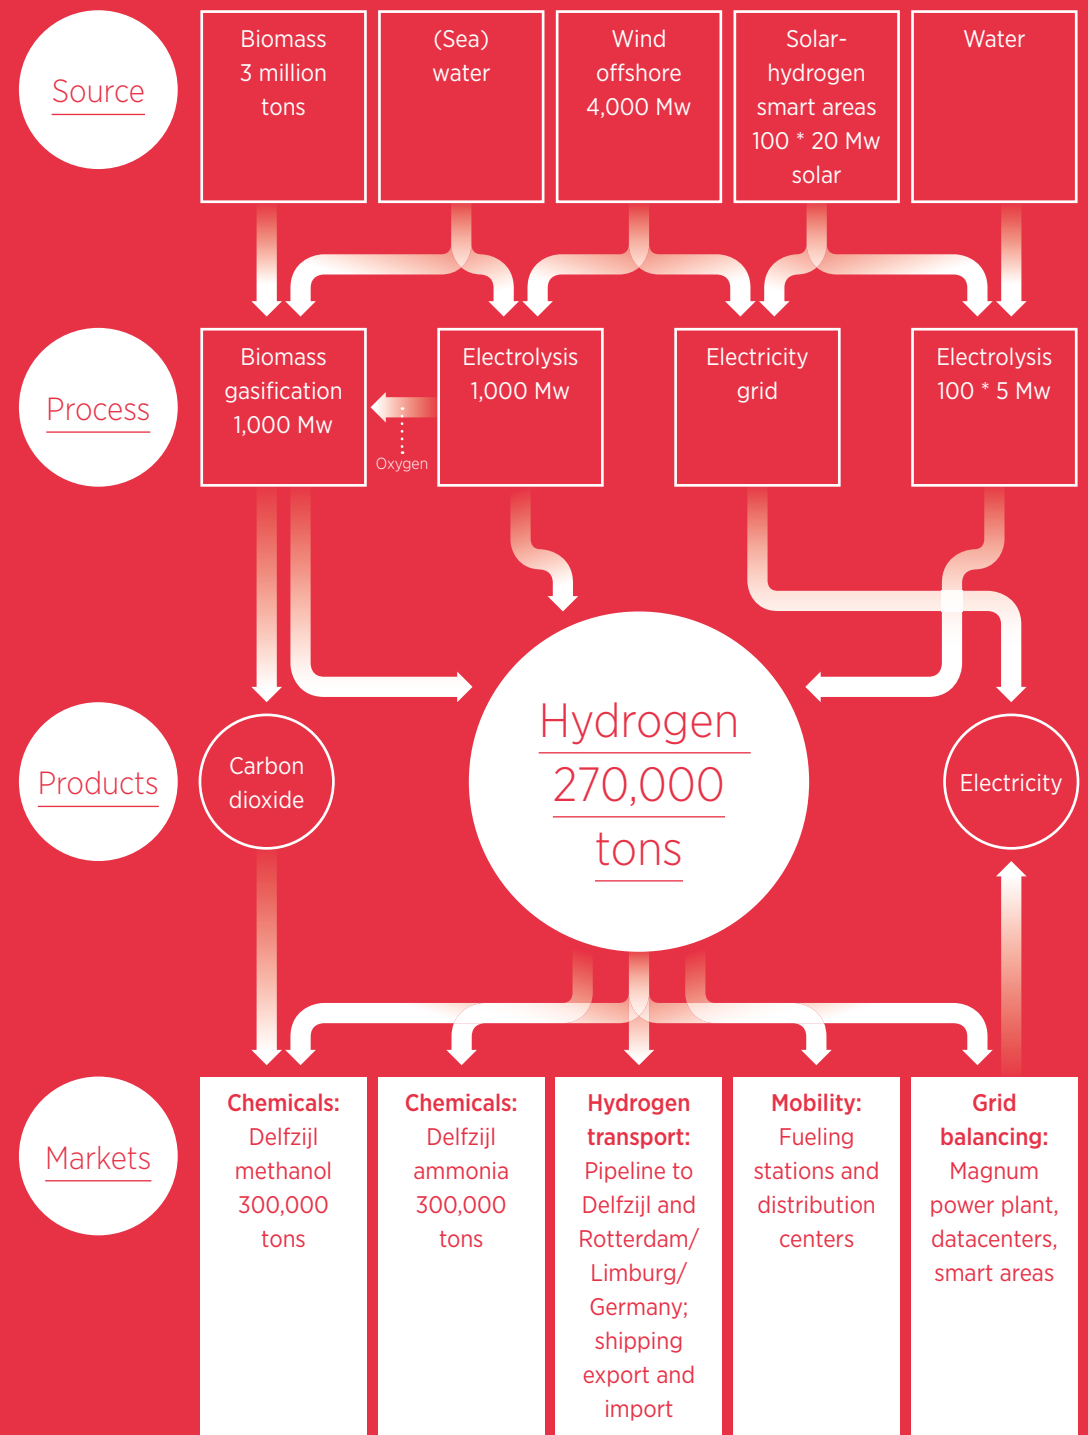 Source
Biomass
3 million
tons
(Sea)
water
Wind
offshore
4,000 Mw
Solar-
hydrogen
smart areas
100 * 20 Mw
solar
Water
Process
Biomass
gasification
1,000 Mw
Oxygen
Electrolysis
1,000 Mw
Electricity
grid
Electrolysis
100 * 5 Mw
Products
Carbon
dioxide
Hydrogen
270,000
tons
Electricity
Markets
Chemicals:
Delfzijl
methanol
300,000
tons
Chemicals:
Delfzijl
ammonia
300,000
tons
Hydrogen
transport:
Pipeline to
Delfzijl and
Rotterdam/
Limburg/
Germany;
shipping
export and
import
Mobility:
Fueling
stations and
distribution
centers
Grid
balancing:
Magnum
power plant,
datacenters,
smart areas